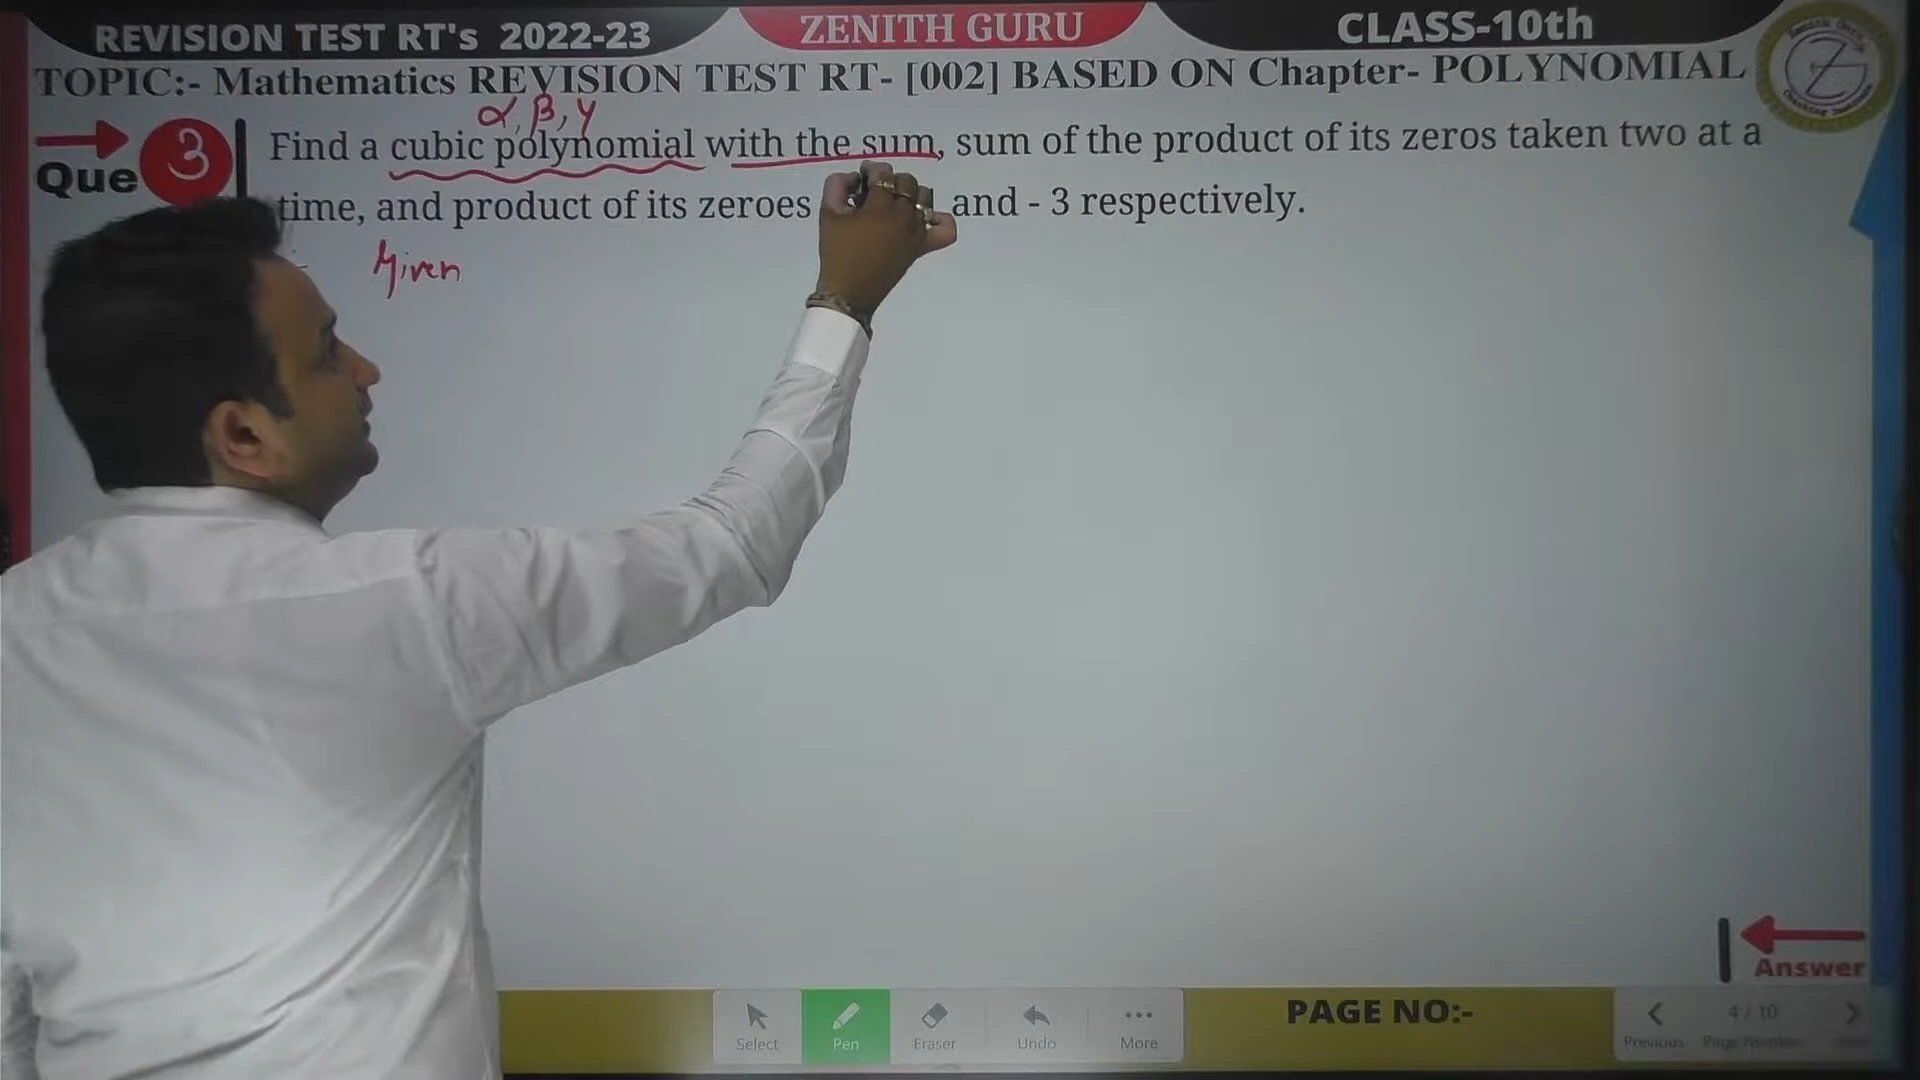 REVISION TEST RT's 2022-23
ZENITH GURU
CLASS-10th
TOPIC:- Mathematics REVISION TEST RT- [002] BASED ON Chapter- POLYNOMIAL
α, β, γ
Que 3
Find a cubic polynomial with the sum, sum of the product of its zeros taken two at a
time, and product of its zeroes and - 3 respectively.
Given
Answer
Select Pen Eraser Undo More
PAGE NO:-
4 / 10
Previous Page Number